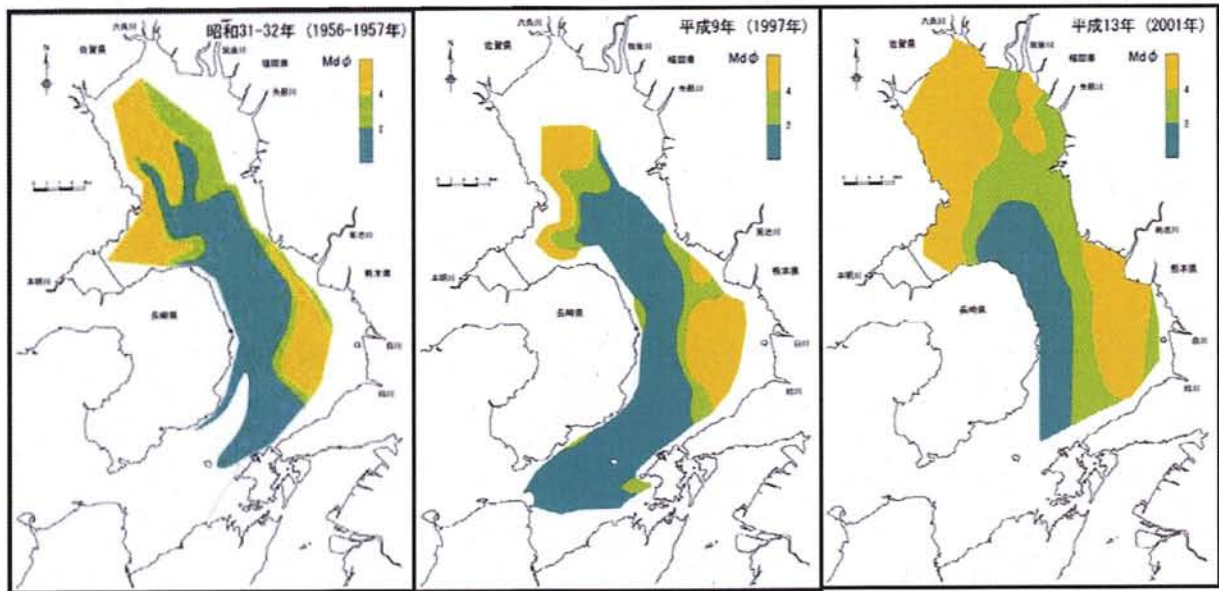 昭和31-32年 (1956-1957年)
六角川
筑後川
佐賀県
福岡県
矢部川
N
Mdφ
4
2
菊池川
熊本県
本明川
長崎県
白川
緑川
平成9年 (1997年)
六角川
筑後川
佐賀県
福岡県
矢部川
N
Mdφ
4
2
菊池川
熊本県
本明川
長崎県
白川
緑川
平成13年 (2001年)
六角川
筑後川
佐賀県
福岡県
矢部川
N
Mdφ
4
2
菊池川
熊本県
本明川
長崎県
白川
緑川